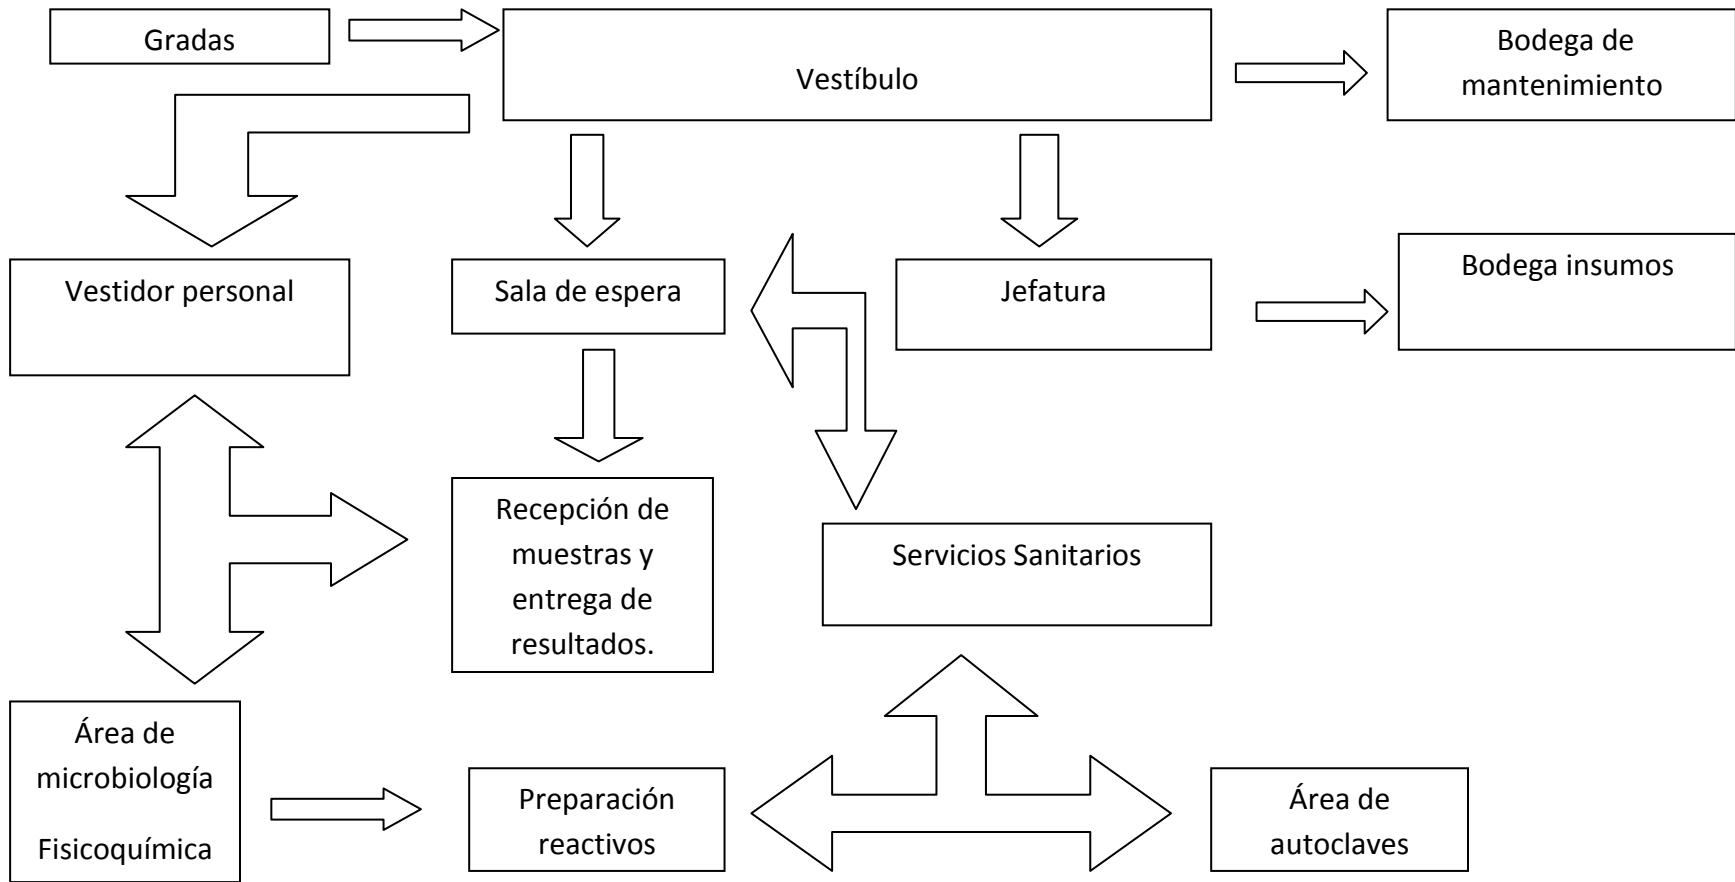 Gradas
Vestíbulo
Bodega de
mantenimiento
Vestidor personal
Sala de espera
Jefatura
Bodega insumos
Recepción de
muestras y
entrega de
resultados.
Servicios Sanitarios
Área de
microbiología
Fisicoquímica
Preparación
reactivos
Área de
autoclaves